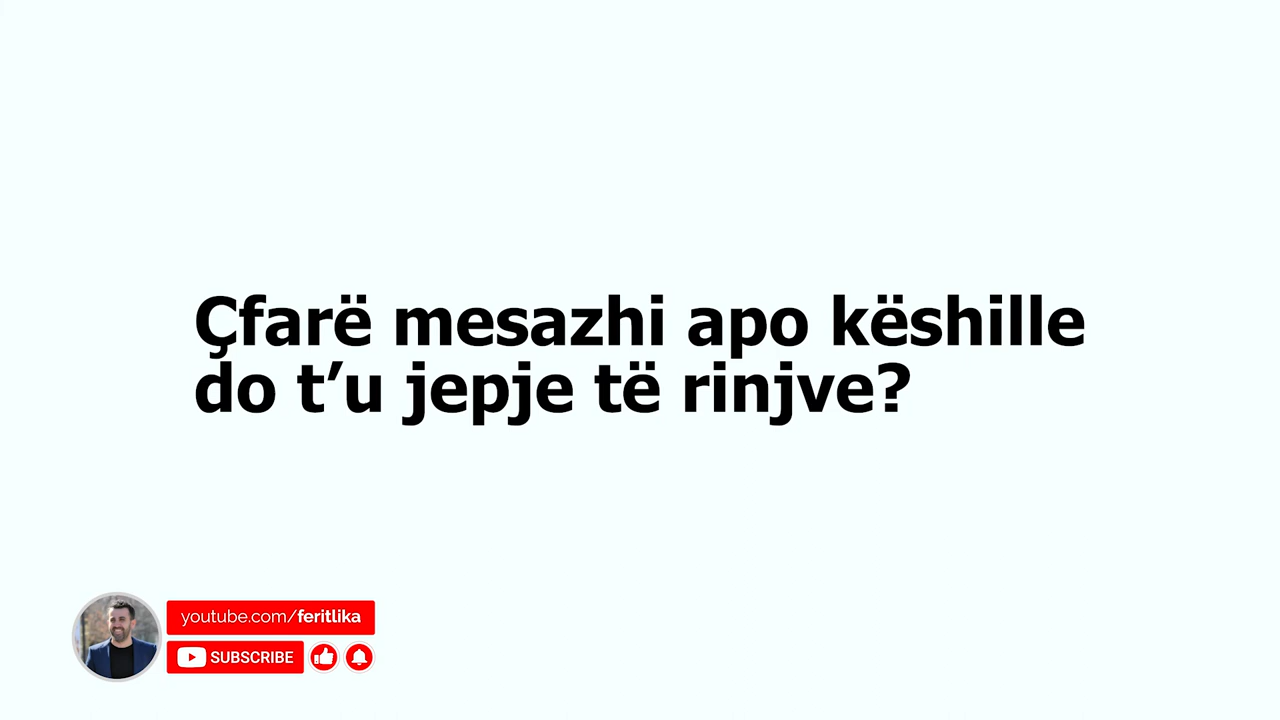 Çfarë mesazhi apo këshille
do t’u jepje të rinjve?
youtube.com/feritlika
SUBSCRIBE